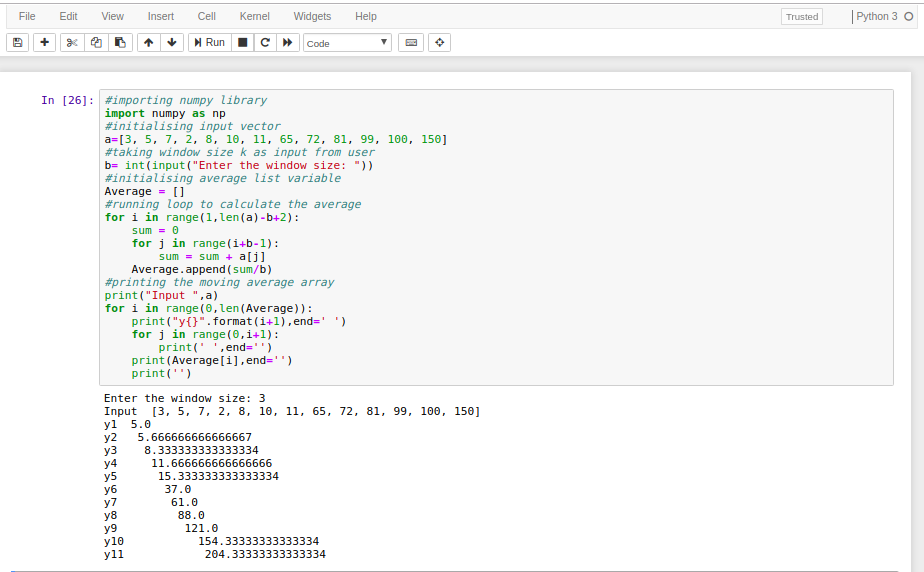 File Edit View Insert Cell Kernel Widgets Help Trusted Python 3
Run Code
In [26]:
#importing numpy library
import numpy as np
#initialising input vector
a=[3, 5, 7, 2, 8, 10, 11, 65, 72, 81, 99, 100, 150]
#taking window size k as input from user
b= int(input("Enter the window size: "))
#initialising average list variable
Average = []
#running loop to calculate the average
for i in range(1,len(a)-b+2):
    sum = 0
    for j in range(i+b-1):
        sum = sum + a[j]
    Average.append(sum/b)
#printing the moving average array
print("Input ",a)
for i in range(0,len(Average)):
    print("y{}".format(i+1),end=' ')
    for j in range(0,i+1):
        print(' ',end='')
    print(Average[i],end='')
    print('')
Enter the window size: 3
Input  [3, 5, 7, 2, 8, 10, 11, 65, 72, 81, 99, 100, 150]
y1  5.0
y2   5.666666666666667
y3    8.333333333333334
y4     11.666666666666666
y5      15.333333333333334
y6       37.0
y7        61.0
y8         88.0
y9          121.0
y10           154.33333333333334
y11            204.33333333333334